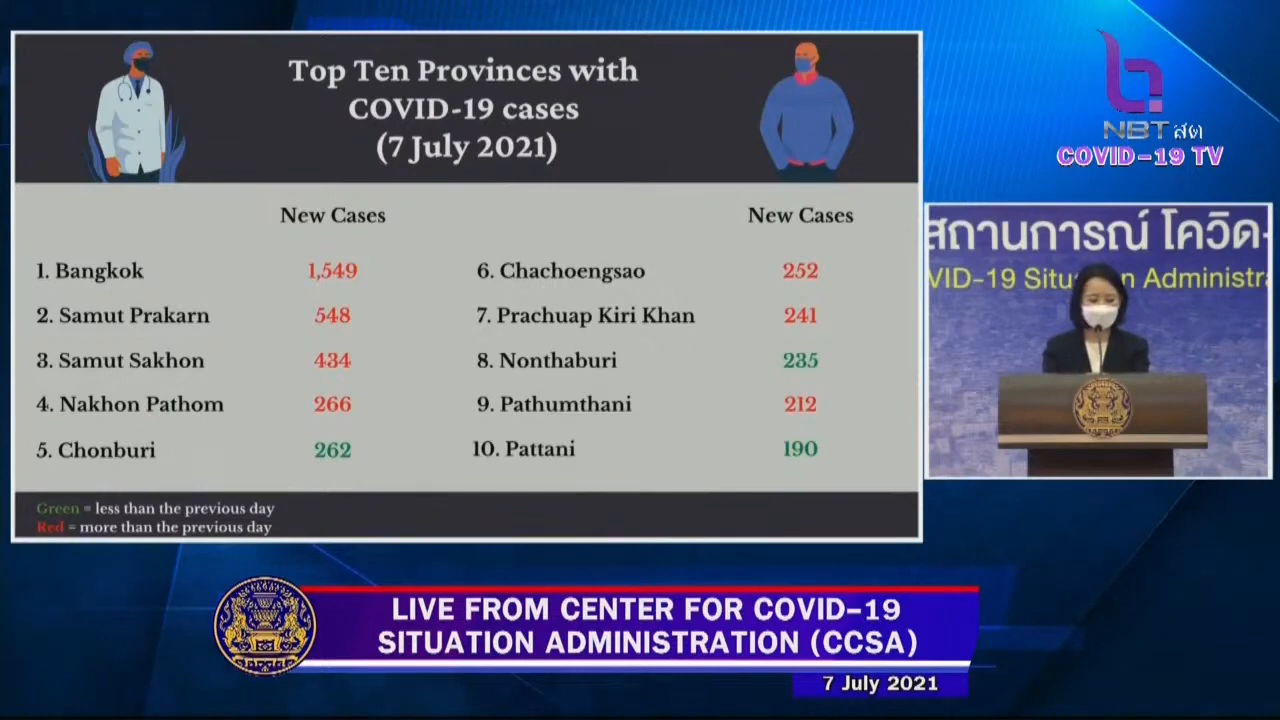 Top Ten Provinces with
COVID-19 cases
(7 July 2021)
New Cases
1. Bangkok 1,549
2. Samut Prakarn 548
3. Samut Sakhon 434
4. Nakhon Pathom 266
5. Chonburi 262
New Cases
6. Chachoengsao 252
7. Prachuap Kiri Khan 241
8. Nonthaburi 235
9. Pathumthani 212
10. Pattani 190
Green = less than the previous day
Red = more than the previous day
NBT สด
COVID-19 TV
สถานการณ์ โควิด-
VID-19 Situ n Administra
LIVE FROM CENTER FOR COVID-19
SITUATION ADMINISTRATION (CCSA)
7 July 2021